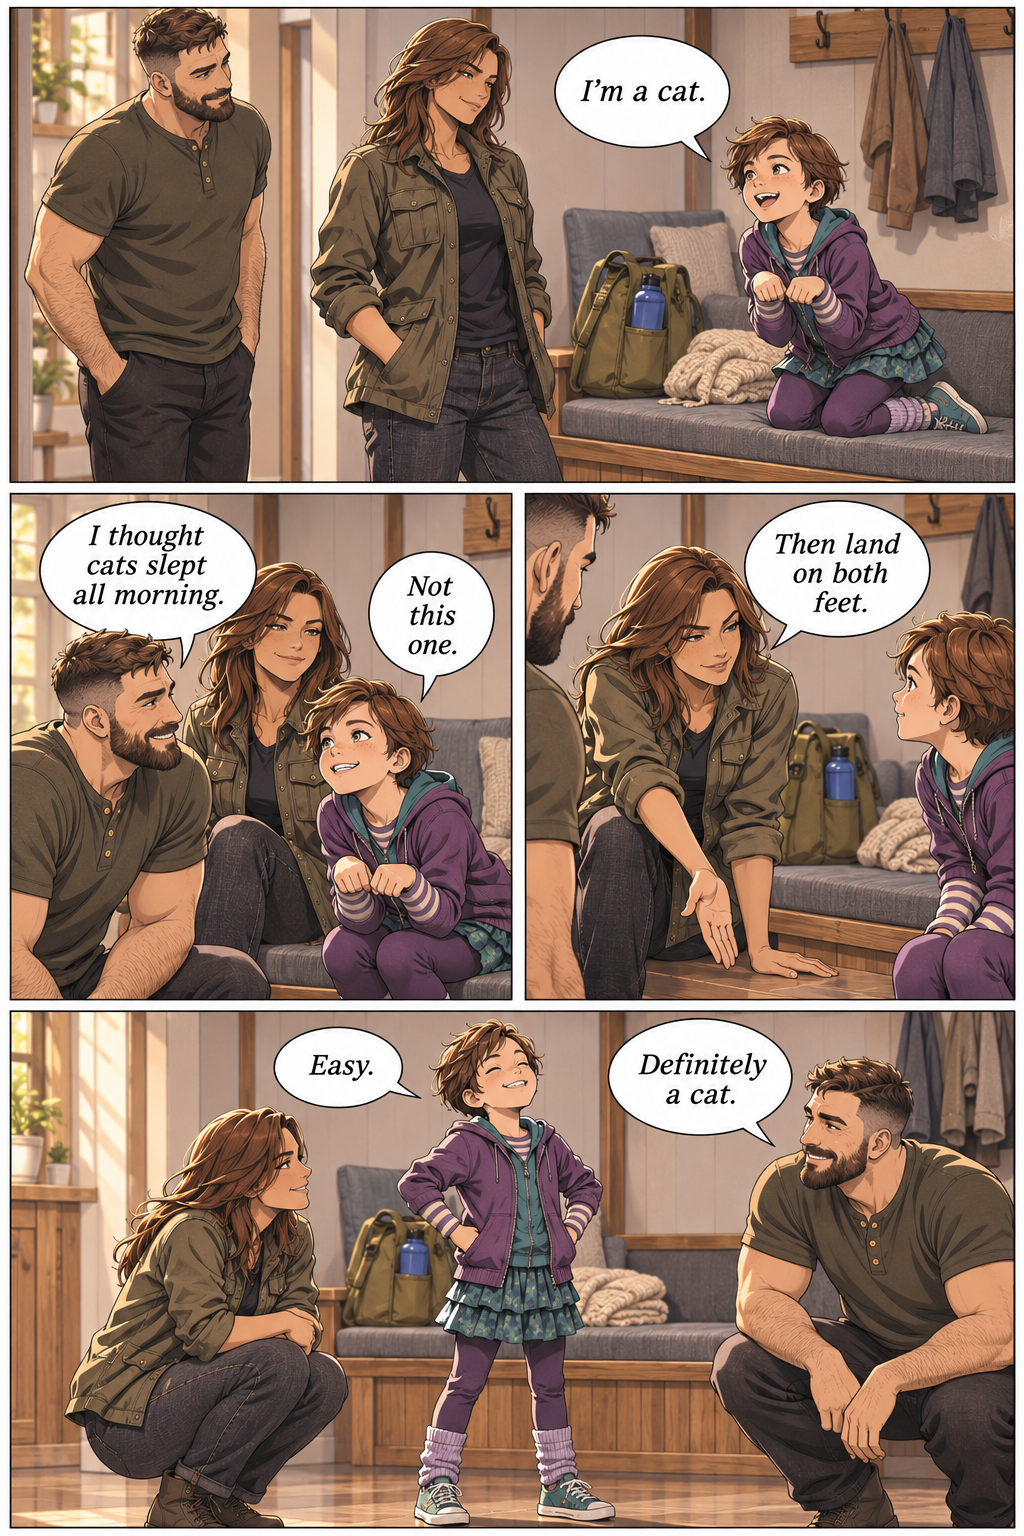 I'm a cat.
I thought
cats slept
all morning.
Not
this
one.
Then land
on both
feet.
Easy.
Definitely
a cat.